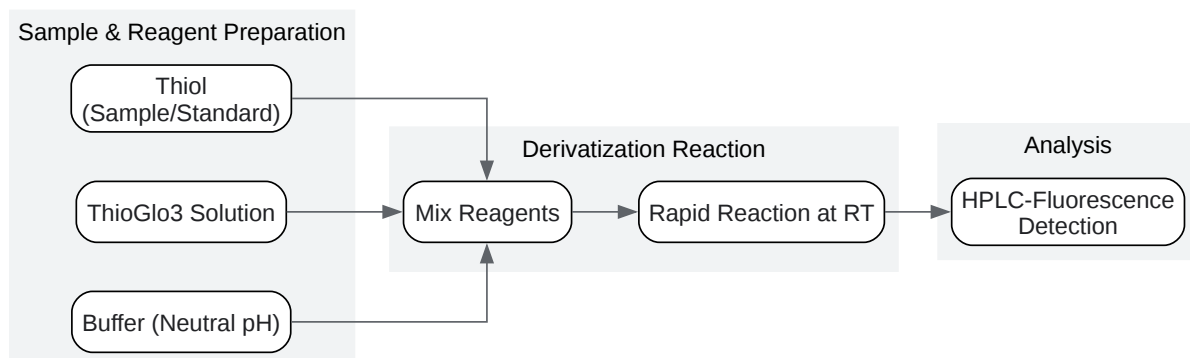 Sample & Reagent Preparation
Thiol
(Sample/Standard)
ThioGlo3 Solution
Buffer (Neutral pH)
Derivatization Reaction
Mix Reagents
Rapid Reaction at RT
Analysis
HPLC-Fluorescence
Detection